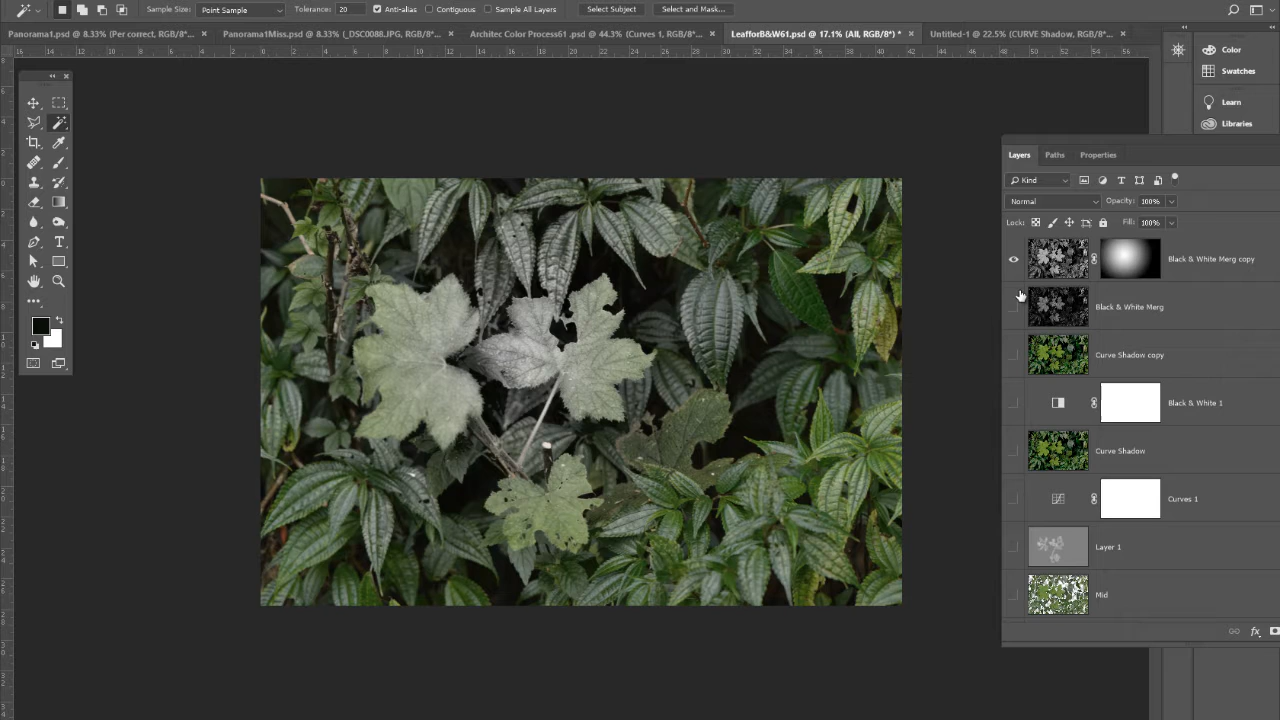 Sample Size: Point Sample Tolerance: 20 Anti-alias Contiguous Sample All Layers Select Subject Select and Mask...
Panorama1.psd @ 8.33% (Per correct, RGB/8*... × Panorama1Miss.psd @ 8.33% (_DSC0088.JPG, RGB/8*... × Architec Color Process61 .psd @ 44.3% (Curves 1, RGB/8*... × LeafforB&W61.psd @ 17.1% (All, RGB/8*) * × Untitled-1 @ 22.5% (CURVE Shadow, RGB/8*... ×
Color
Swatches
Learn
Libraries
Layers Paths Properties
Kind
Normal Opacity: 100%
Lock: Fill: 100%
Black & White Merg copy
Black & White Merg
Curve Shadow copy
Black & White 1
Curve Shadow
Curves 1
Layer 1
Mid
fx